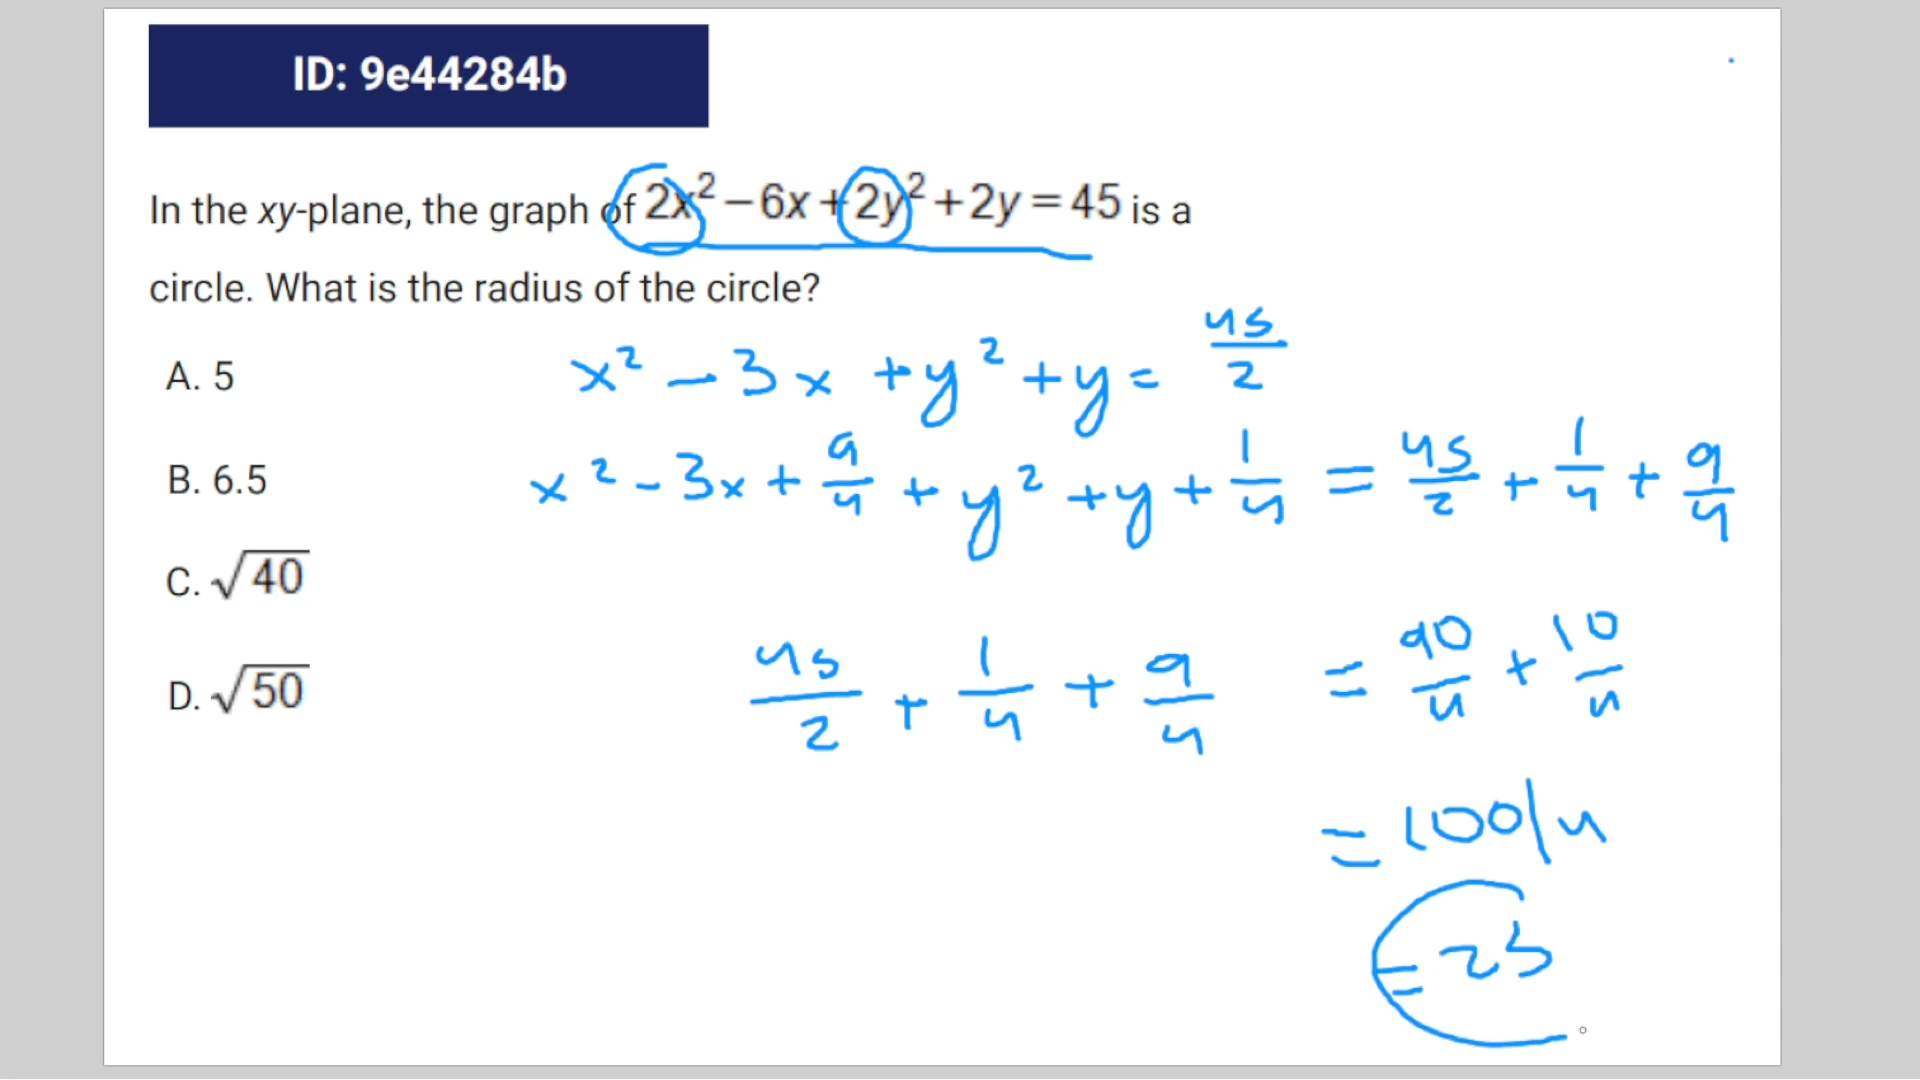 ID: 9e44284b
In the xy-plane, the graph of 2x² − 6x + 2y² + 2y = 45 is a
circle. What is the radius of the circle?
A. 5
B. 6.5
C. √40
D. √50
x² − 3x + y² + y = 45/2
x² − 3x + 9/4 + y² + y + 1/4 = 45/2 + 1/4 + 9/4
45/2 + 1/4 + 9/4 = 90/4 + 10/4
= 100/4
= 25